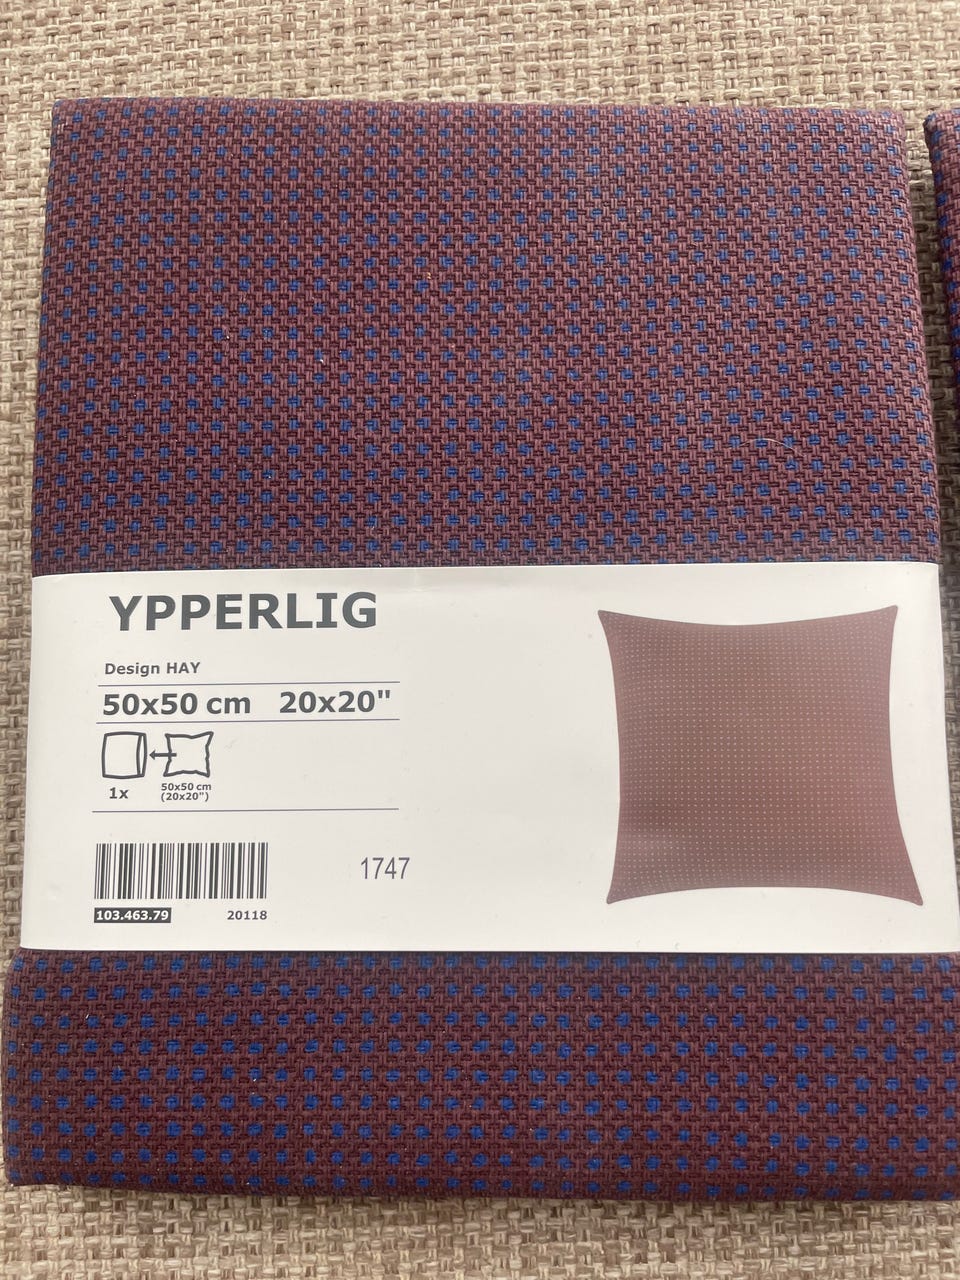 YPPERLIG
Design HAY
50x50 cm 20x20"
1x
50x50 cm
(20x20")
1747
103.463.79 20118